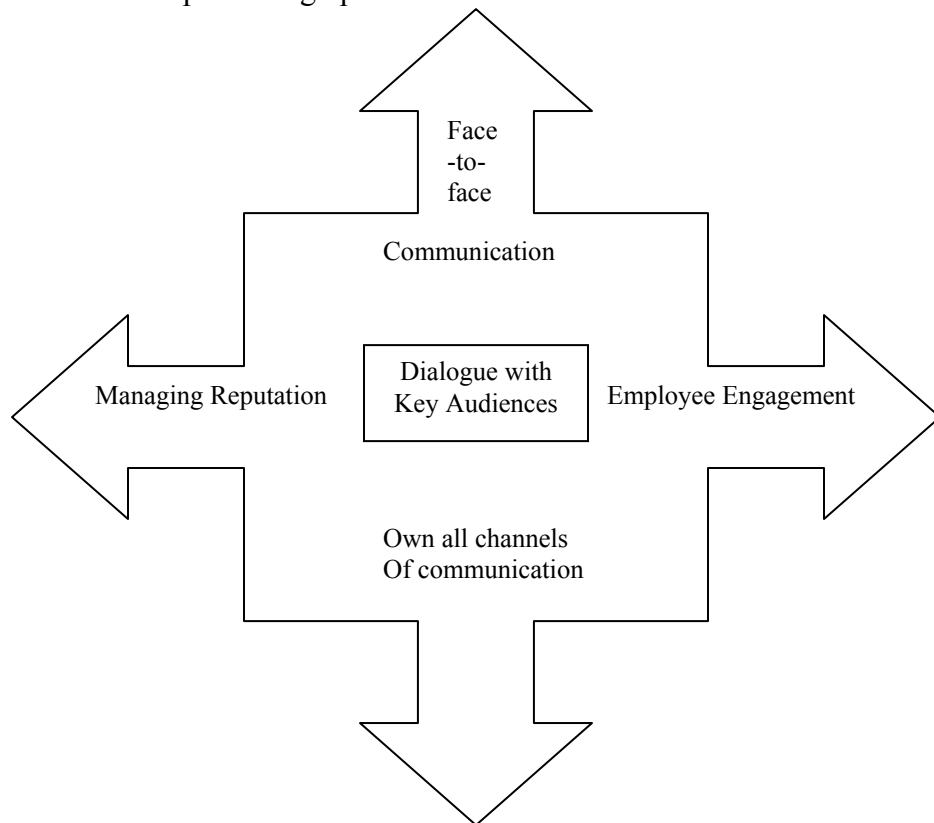 Face
-to-
face
Communication
Managing Reputation
Dialogue with
Key Audiences
Employee Engagement
Own all channels
Of communication